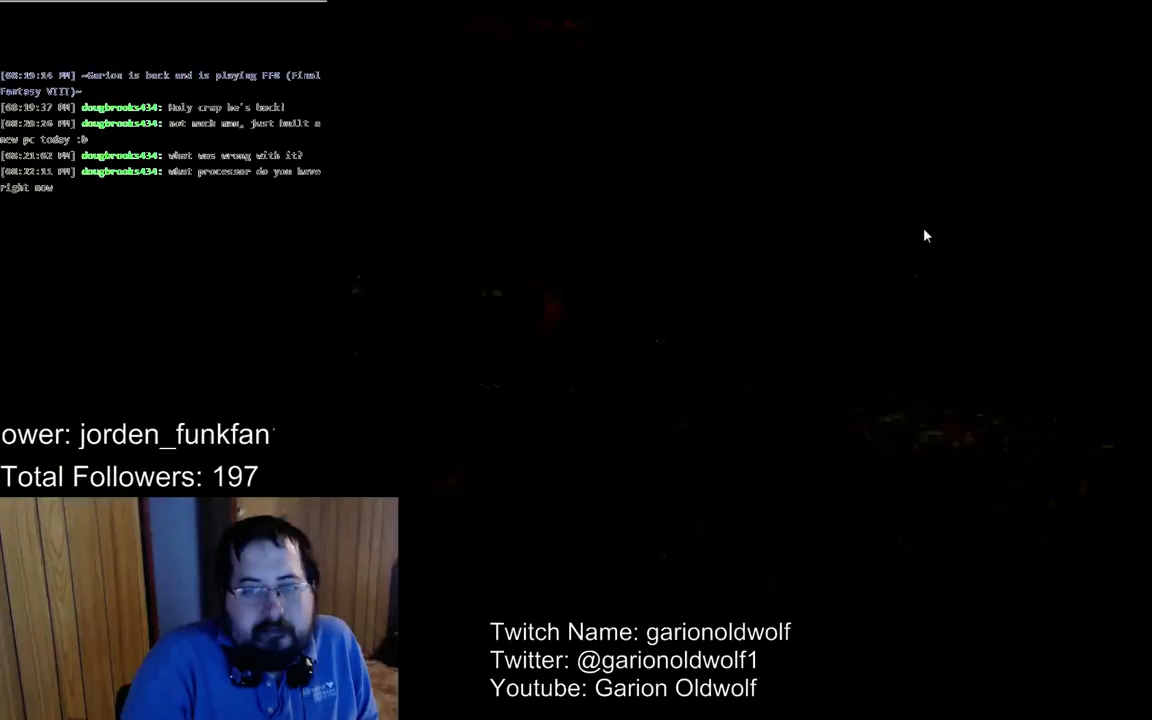 [08:19:14 PM] ~Garion is back and is playing FF8 (Final
Fantasy VIII)~
[08:19:37 PM] dougbrooks434: Holy crap he's back!
[08:20:26 PM] dougbrooks434: not much man, just built a
new pc today :b
[08:21:02 PM] dougbrooks434: what was wrong with it?
[08:22:11 PM] dougbrooks434: what processor do you have
right now
ower: jorden_funkfan
Total Followers: 197
Twitch Name: garionoldwolf
Twitter: @garionoldwolf1
Youtube: Garion Oldwolf